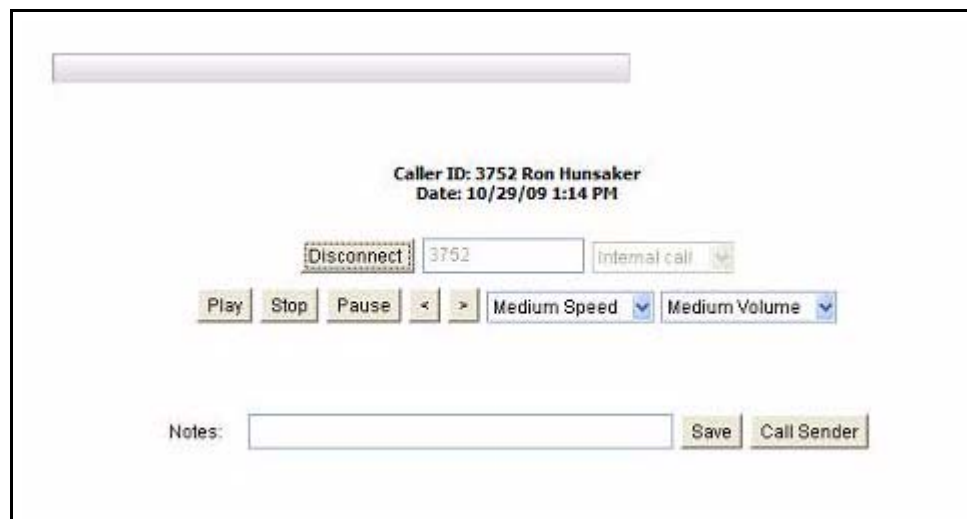 Caller ID: 3752 Ron Hunsaker
Date: 10/29/09 1:14 PM
Disconnect 3752 Internal call
Play Stop Pause < > Medium Speed Medium Volume
Notes: Save Call Sender